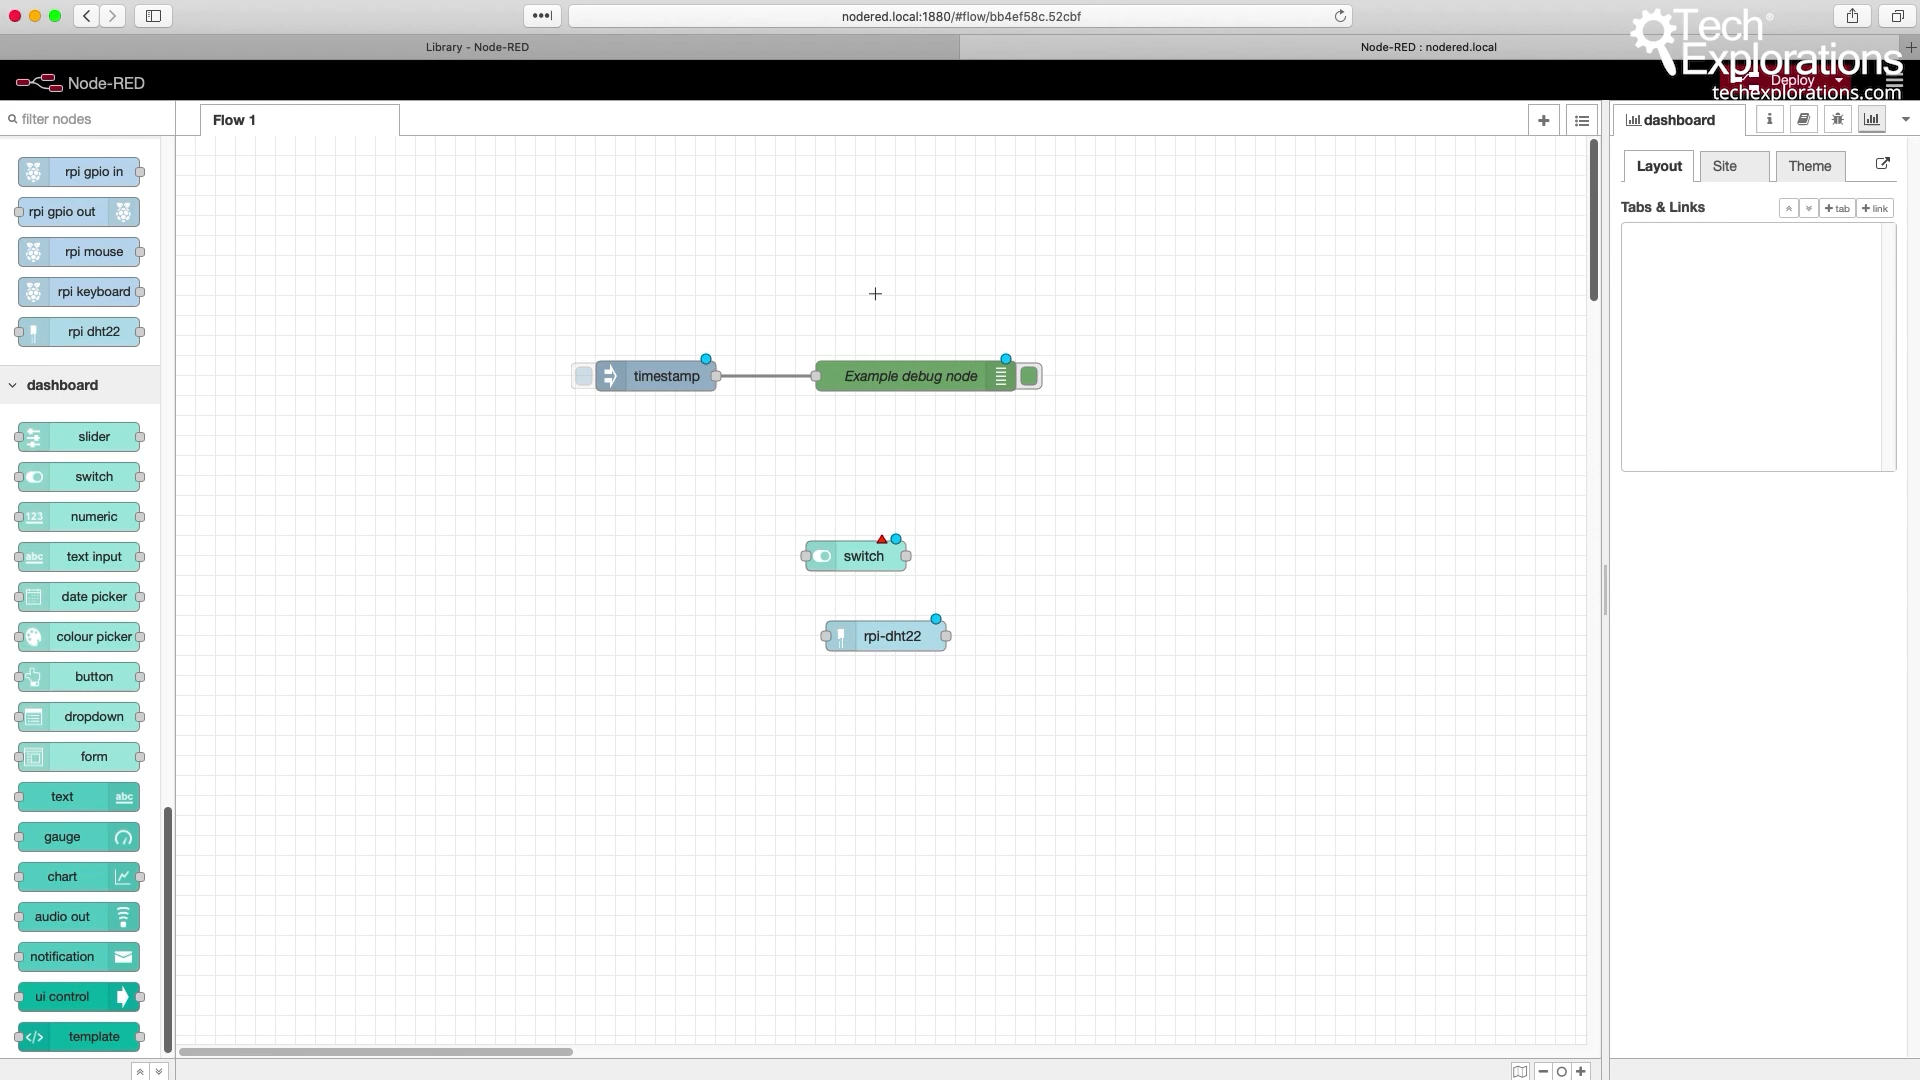 nodered.local:1880/#flow/bb4ef58c.52cbf
Library - Node-RED
Node-RED : nodered.local
Tech
Explorations
techexplorations.com
Node-RED
Deploy
filter nodes
Flow 1
dashboard
rpi gpio in
rpi gpio out
rpi mouse
rpi keyboard
rpi dht22
dashboard
slider
switch
123 numeric
abc text input
date picker
colour picker
button
dropdown
form
text abc
gauge
chart
audio out
notification
ui control
template
timestamp
Example debug node
switch
rpi-dht22
Layout
Site
Theme
Tabs & Links
+ tab
+ link